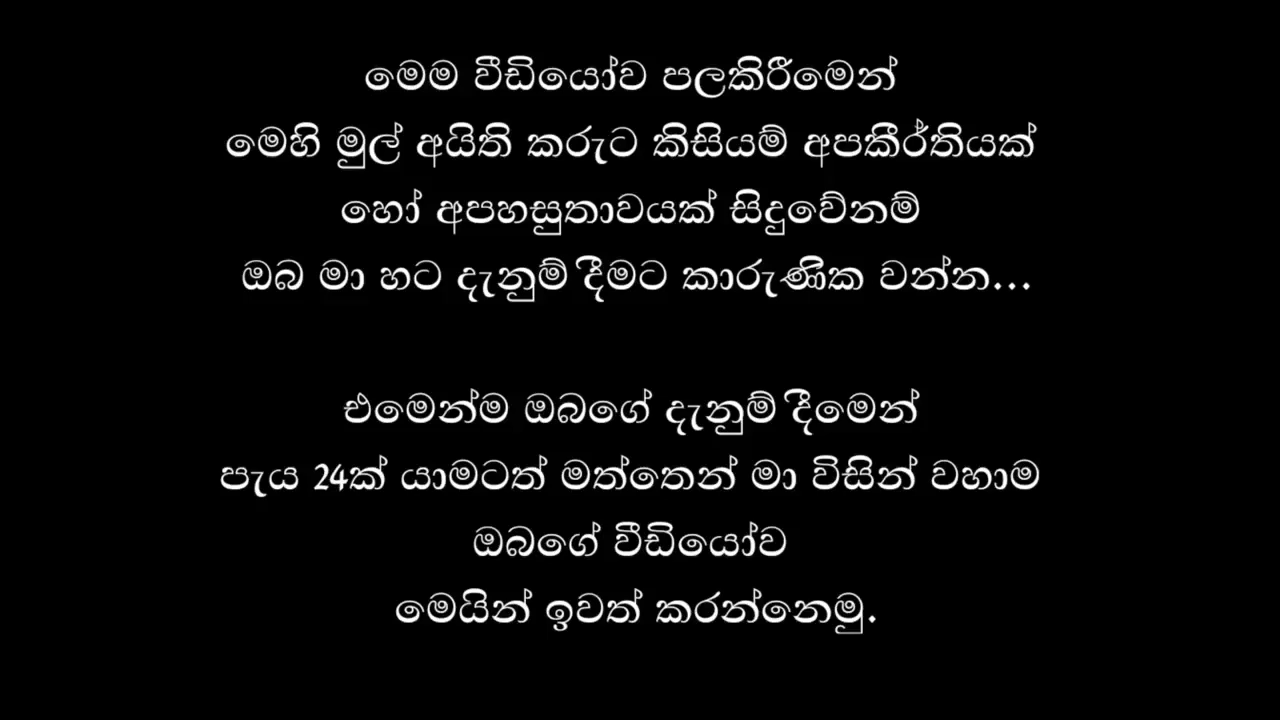 මෙම වීඩියෝව පලකිරීමෙන්
මෙහි මුල් අයිති කරුට කිසියම් අපකීර්තියක්
හෝ අපහසුතාවයක් සිදුවේනම්
ඔබ මා හට දැනුම් දීමට කාරුණික වන්න...
එමෙන්ම ඔබගේ දැනුම් දීමෙන්
පැය 24ක් යාමටත් මත්තෙන් මා විසින් වහාම
ඔබගේ වීඩියෝව
මෙයින් ඉවත් කරන්නෙමු.